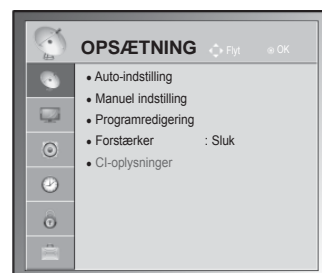 OPSÆTNING Flyt OK
• Auto-indstilling
• Manuel indstilling
• Programredigering
• Forstærker : Sluk
• CI-oplysninger